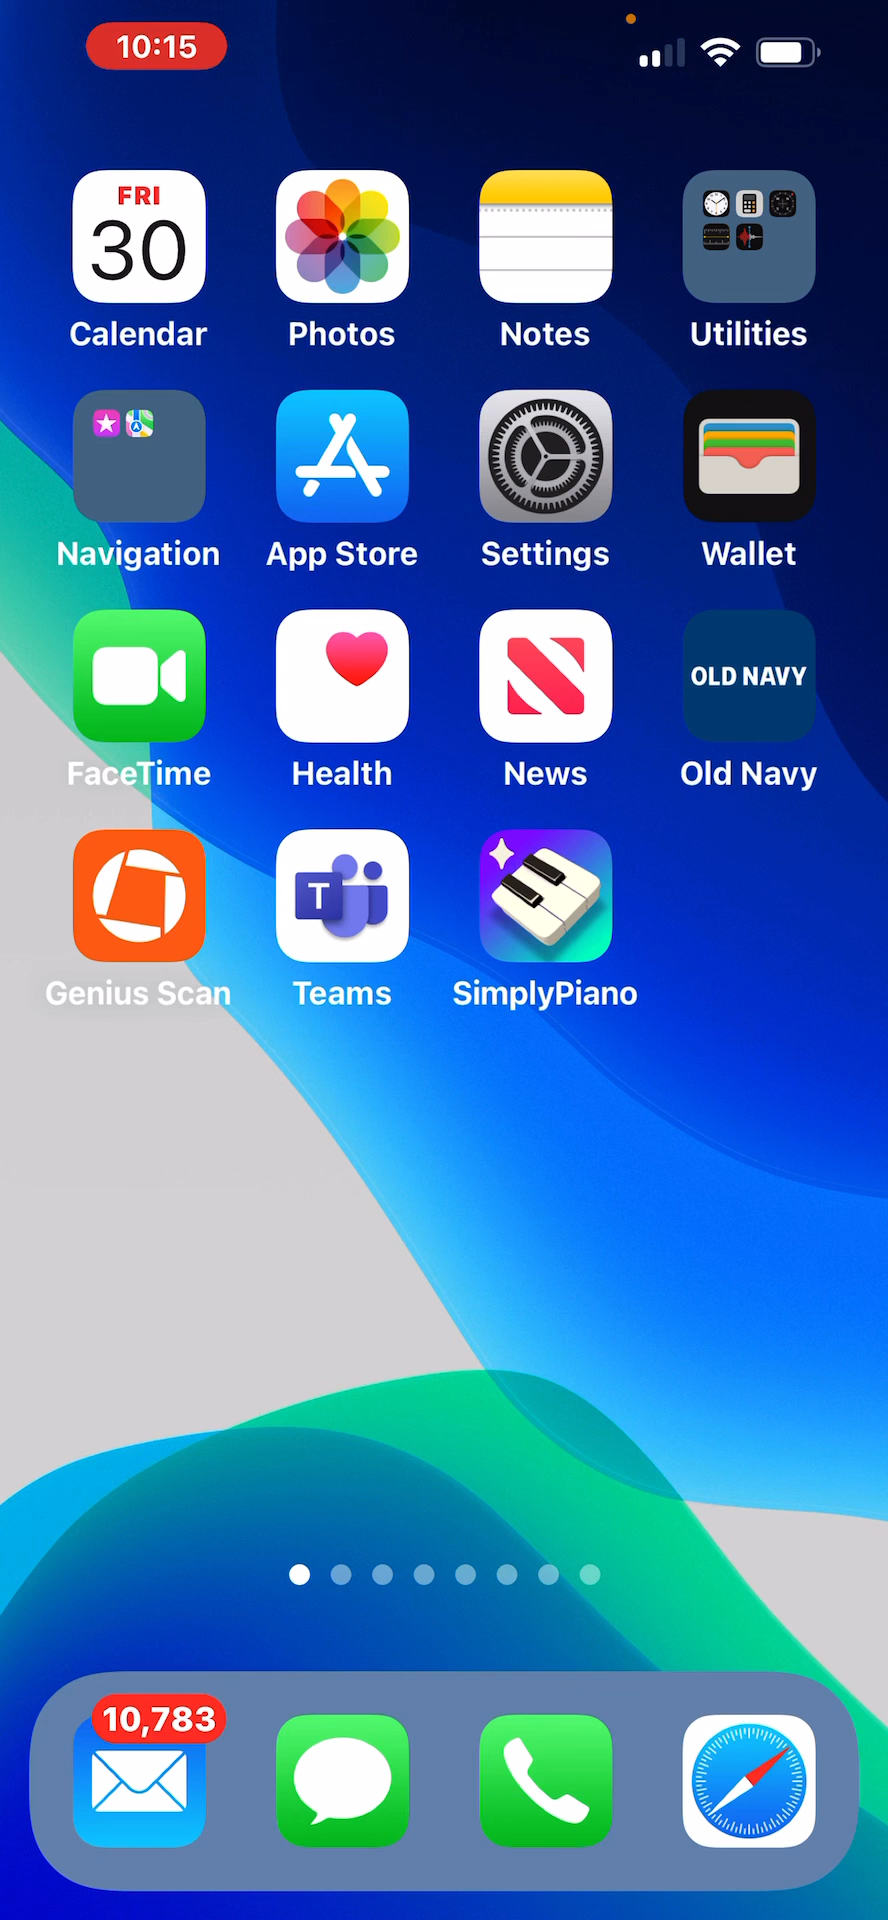 10:15
FRI
30
Calendar
Photos
Notes
Utilities
Navigation
App Store
Settings
Wallet
OLD NAVY
FaceTime
Health
News
Old Navy
T
Genius Scan
Teams
SimplyPiano
10,783